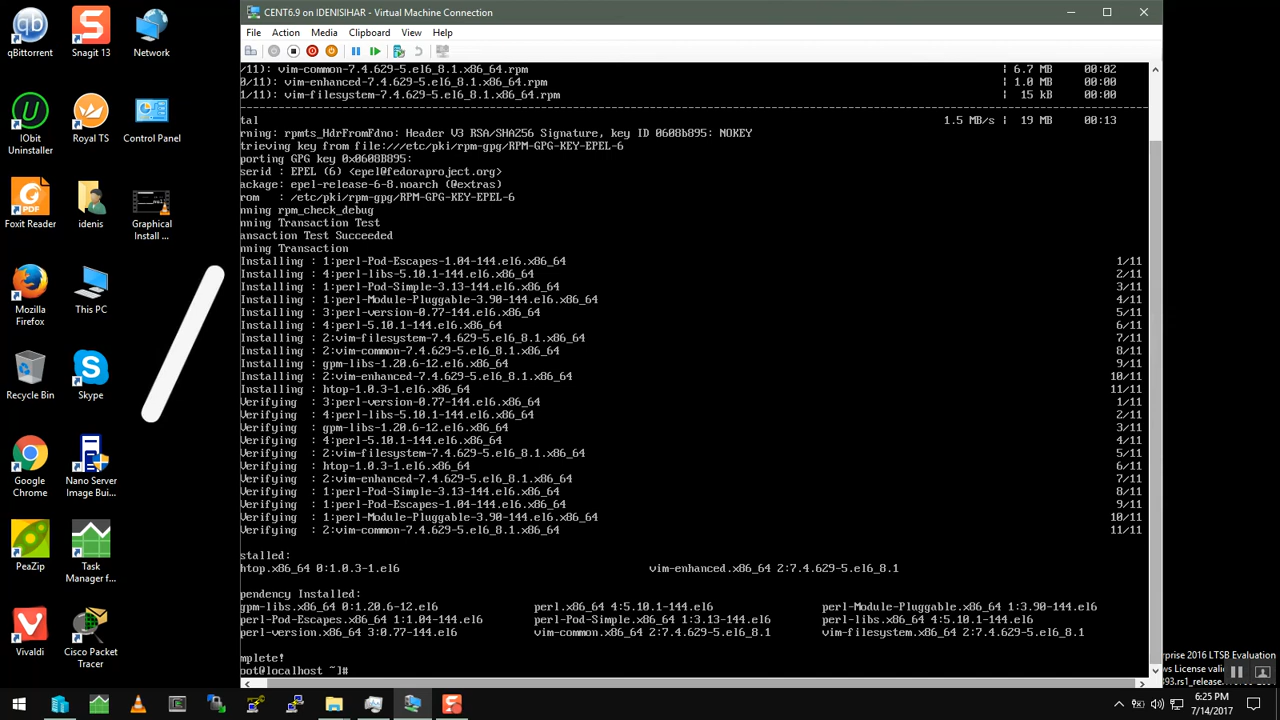 qBittorrent
Snagit 13
Network
IObit
Uninstaller
Royal TS
Control Panel
Foxit Reader
idenis
Graphical
Install ...
Mozilla
Firefox
This PC
Recycle Bin
Skype
Google
Chrome
Nano Server
Image Bui...
PeaZip
Task
Manager f...
Vivaldi
Cisco Packet
Tracer
CENT6.9 on IDENISIHAR - Virtual Machine Connection
File Action Media Clipboard View Help
/11): vim-common-7.4.629-5.el6_8.1.x86_64.rpm | 6.7 MB 00:02
0/11): vim-enhanced-7.4.629-5.el6_8.1.x86_64.rpm | 1.0 MB 00:00
1/11): vim-filesystem-7.4.629-5.el6_8.1.x86_64.rpm | 15 kB 00:00
--------------------------------------------------------------------------------
tal 1.5 MB/s | 19 MB 00:13
rning: rpmts_HdrFromFdno: Header V3 RSA/SHA256 Signature, key ID 0608b895: NOKEY
trieving key from file:///etc/pki/rpm-gpg/RPM-GPG-KEY-EPEL-6
porting GPG key 0x0608B895:
serid : EPEL (6) <epel@fedoraproject.org>
ackage: epel-release-6-8.noarch (@extras)
rom : /etc/pki/rpm-gpg/RPM-GPG-KEY-EPEL-6
nning rpm_check_debug
nning Transaction Test
ansaction Test Succeeded
nning Transaction
Installing : 1:perl-Pod-Escapes-1.04-144.el6.x86_64 1/11
Installing : 4:perl-libs-5.10.1-144.el6.x86_64 2/11
Installing : 1:perl-Pod-Simple-3.13-144.el6.x86_64 3/11
Installing : 1:perl-Module-Pluggable-3.90-144.el6.x86_64 4/11
Installing : 3:perl-version-0.77-144.el6.x86_64 5/11
Installing : 4:perl-5.10.1-144.el6.x86_64 6/11
Installing : 2:vim-filesystem-7.4.629-5.el6_8.1.x86_64 7/11
Installing : 2:vim-common-7.4.629-5.el6_8.1.x86_64 8/11
Installing : gpm-libs-1.20.6-12.el6.x86_64 9/11
Installing : 2:vim-enhanced-7.4.629-5.el6_8.1.x86_64 10/11
Installing : htop-1.0.3-1.el6.x86_64 11/11
Verifying : 3:perl-version-0.77-144.el6.x86_64 1/11
Verifying : 4:perl-libs-5.10.1-144.el6.x86_64 2/11
Verifying : gpm-libs-1.20.6-12.el6.x86_64 3/11
Verifying : 4:perl-5.10.1-144.el6.x86_64 4/11
Verifying : 2:vim-filesystem-7.4.629-5.el6_8.1.x86_64 5/11
Verifying : htop-1.0.3-1.el6.x86_64 6/11
Verifying : 2:vim-enhanced-7.4.629-5.el6_8.1.x86_64 7/11
Verifying : 1:perl-Pod-Simple-3.13-144.el6.x86_64 8/11
Verifying : 1:perl-Pod-Escapes-1.04-144.el6.x86_64 9/11
Verifying : 1:perl-Module-Pluggable-3.90-144.el6.x86_64 10/11
Verifying : 2:vim-common-7.4.629-5.el6_8.1.x86_64 11/11
stalled:
htop.x86_64 0:1.0.3-1.el6 vim-enhanced.x86_64 2:7.4.629-5.el6_8.1
pendency Installed:
gpm-libs.x86_64 0:1.20.6-12.el6 perl.x86_64 4:5.10.1-144.el6 perl-Module-Pluggable.x86_64 1:3.90-144.el6
perl-Pod-Escapes.x86_64 1:1.04-144.el6 perl-Pod-Simple.x86_64 1:3.13-144.el6 perl-libs.x86_64 4:5.10.1-144.el6
perl-version.x86_64 3:0.77-144.el6 vim-common.x86_64 2:7.4.629-5.el6_8.1 vim-filesystem.x86_64 2:7.4.629-5.el6_8.1
mplete!
oot@localhost ~]#
rprise 2016 LTSB Evaluation
ws License valid
393.rs1_release.
6:25 PM
7/14/2017